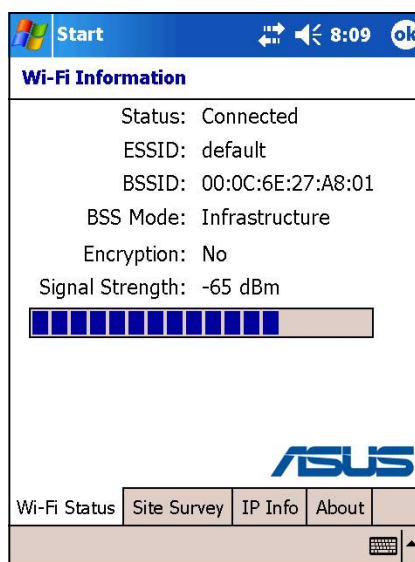 Start 8:09 ok
Wi-Fi Information
Status: Connected
ESSID: default
BSSID: 00:0C:6E:27:A8:01
BSS Mode: Infrastructure
Encryption: No
Signal Strength: -65 dBm
ASUS
Wi-Fi Status Site Survey IP Info About